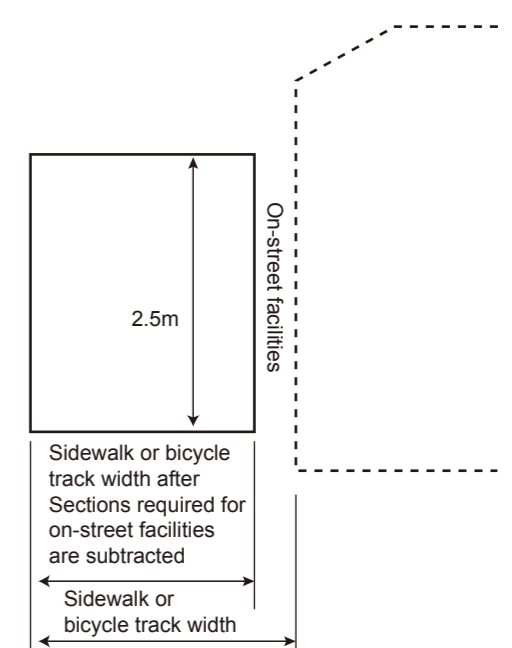 On-street facilities
2.5m
Sidewalk or bicycle
track width after
Sections required for
on-street facilities
are subtracted
Sidewalk or
bicycle track width